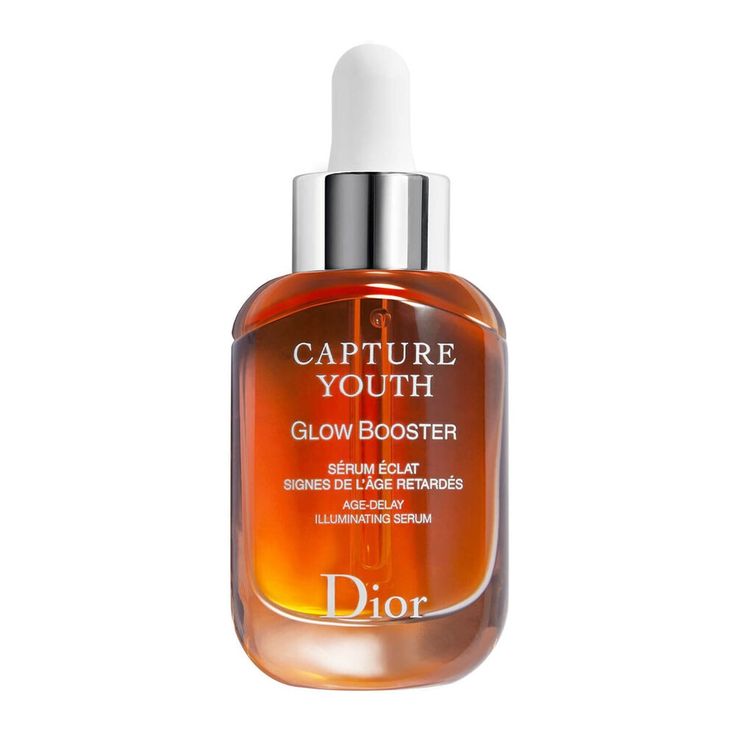 CAPTURE
YOUTH
GLOW BOOSTER
SÉRUM ÉCLAT
SIGNES DE L'ÂGE RETARDÉS
AGE-DELAY
ILLUMINATING SERUM
Dior